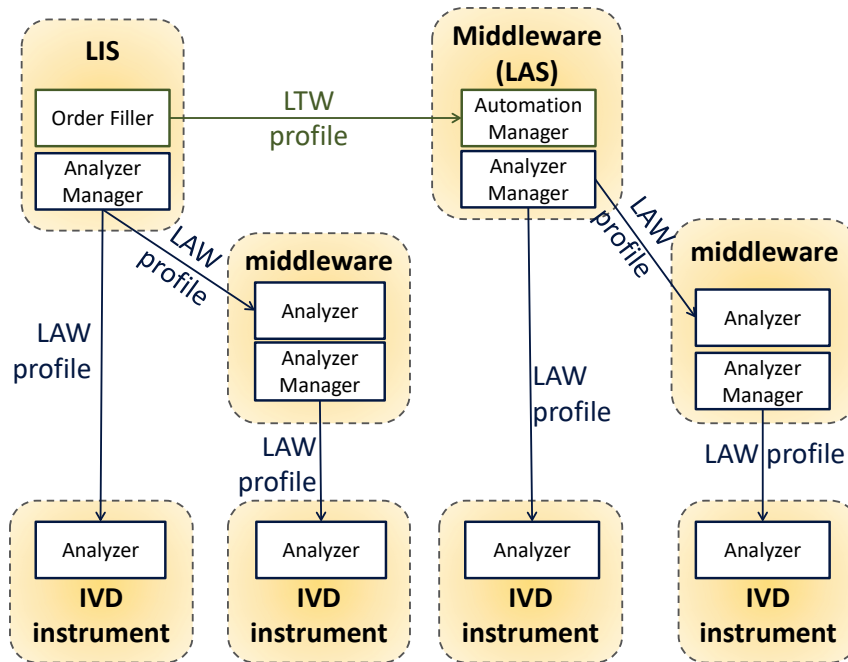 LIS
Order Filler
Analyzer
Manager
LTW
profile
Middleware
(LAS)
Automation
Manager
Analyzer
Manager
LAW
profile
middleware
Analyzer
Analyzer
Manager
LAW
profile
middleware
Analyzer
Analyzer
Manager
LAW
profile
LAW
profile
LAW
profile
LAW profile
Analyzer
IVD
instrument
Analyzer
IVD
instrument
Analyzer
IVD
instrument
Analyzer
IVD
instrument